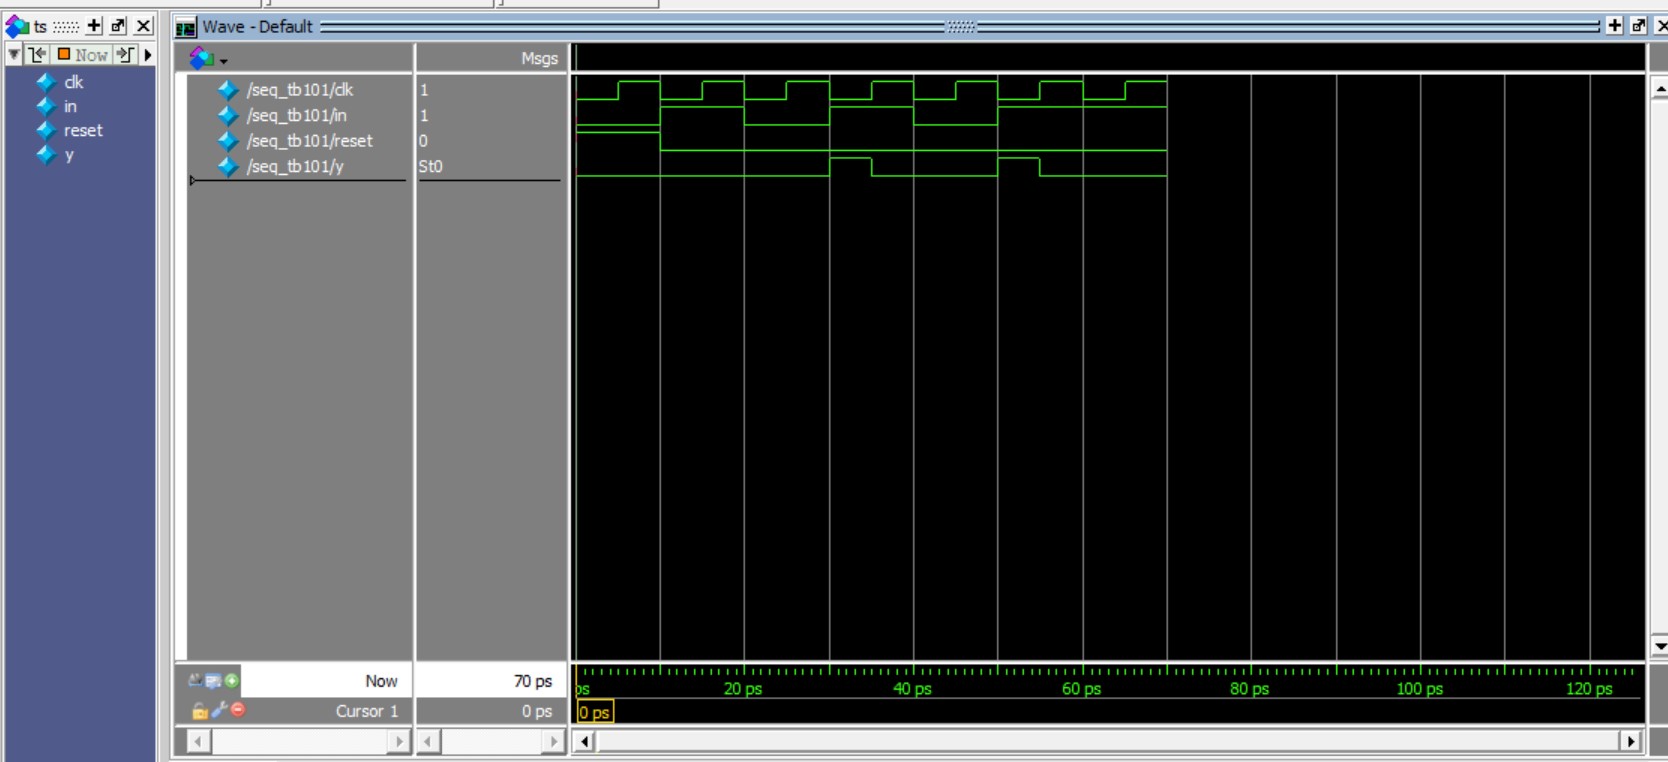 ts
Wave - Default
Now
clk
in
reset
y
Msgs
/seq_tb101/clk 1
/seq_tb101/in 1
/seq_tb101/reset 0
/seq_tb101/y St0
Now 70 ps
Cursor 1 0 ps
ps 20 ps 40 ps 60 ps 80 ps 100 ps 120 ps
0 ps